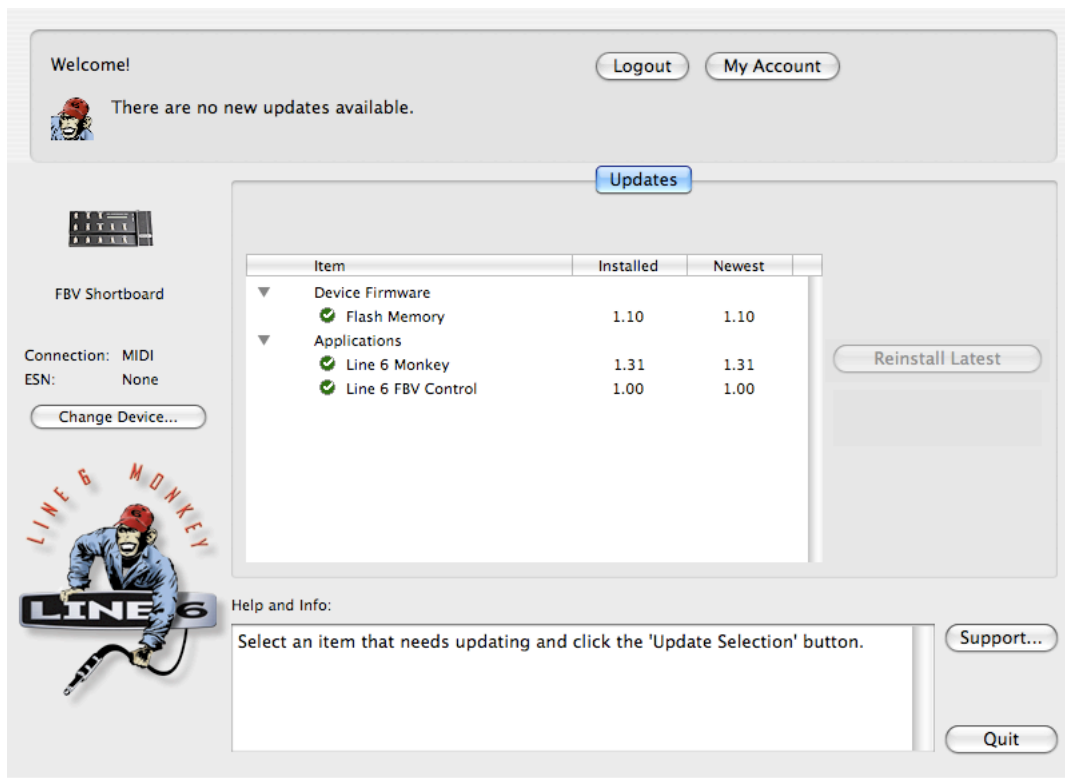 Welcome!
Logout
My Account
There are no new updates available.
Updates
FBV Shortboard
Connection: MIDI
ESN: None
Change Device...
Item Installed Newest
Device Firmware
Flash Memory 1.10 1.10
Applications
Line 6 Monkey 1.31 1.31
Line 6 FBV Control 1.00 1.00
Reinstall Latest
LINE 6 MONKEY
LINE 6
Help and Info:
Select an item that needs updating and click the 'Update Selection' button.
Support...
Quit